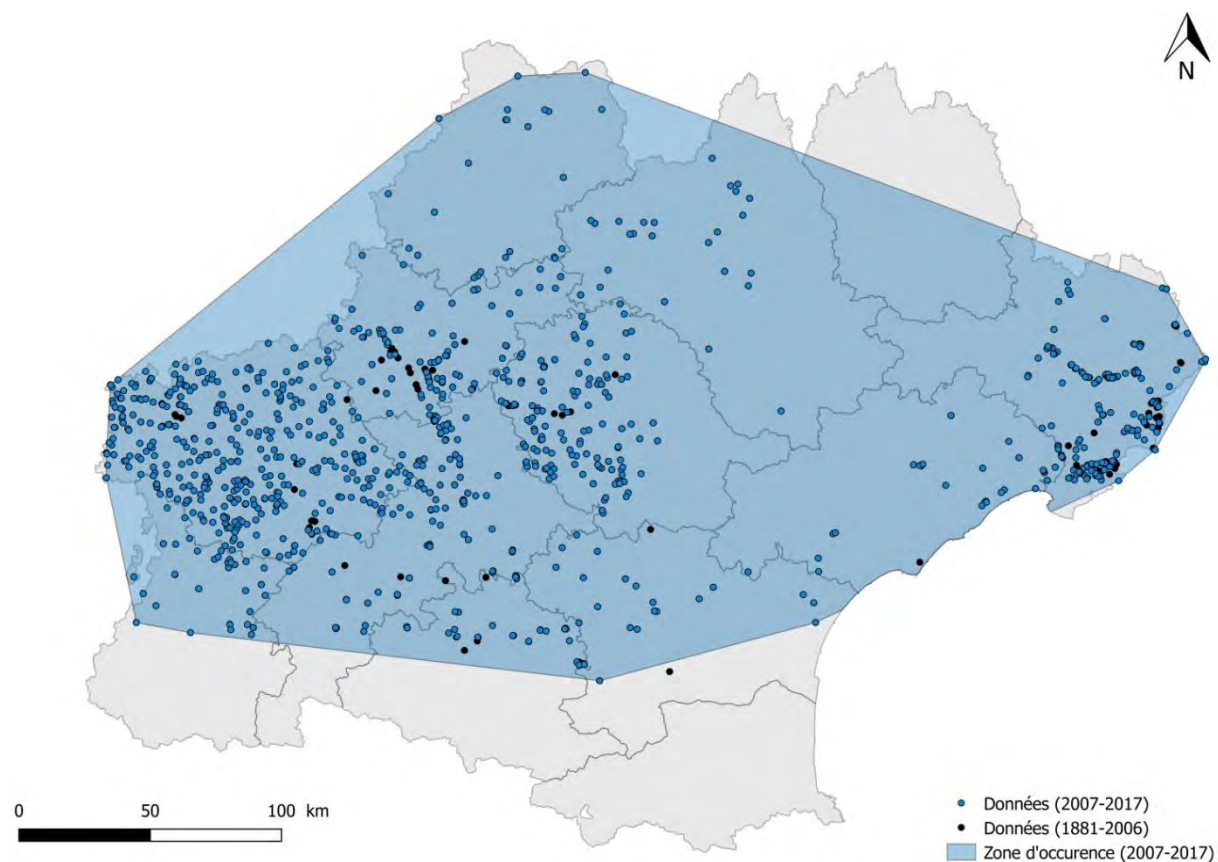 N
0 50 100 km
Données (2007-2017)
Données (1881-2006)
Zone d'occurence (2007-2017)